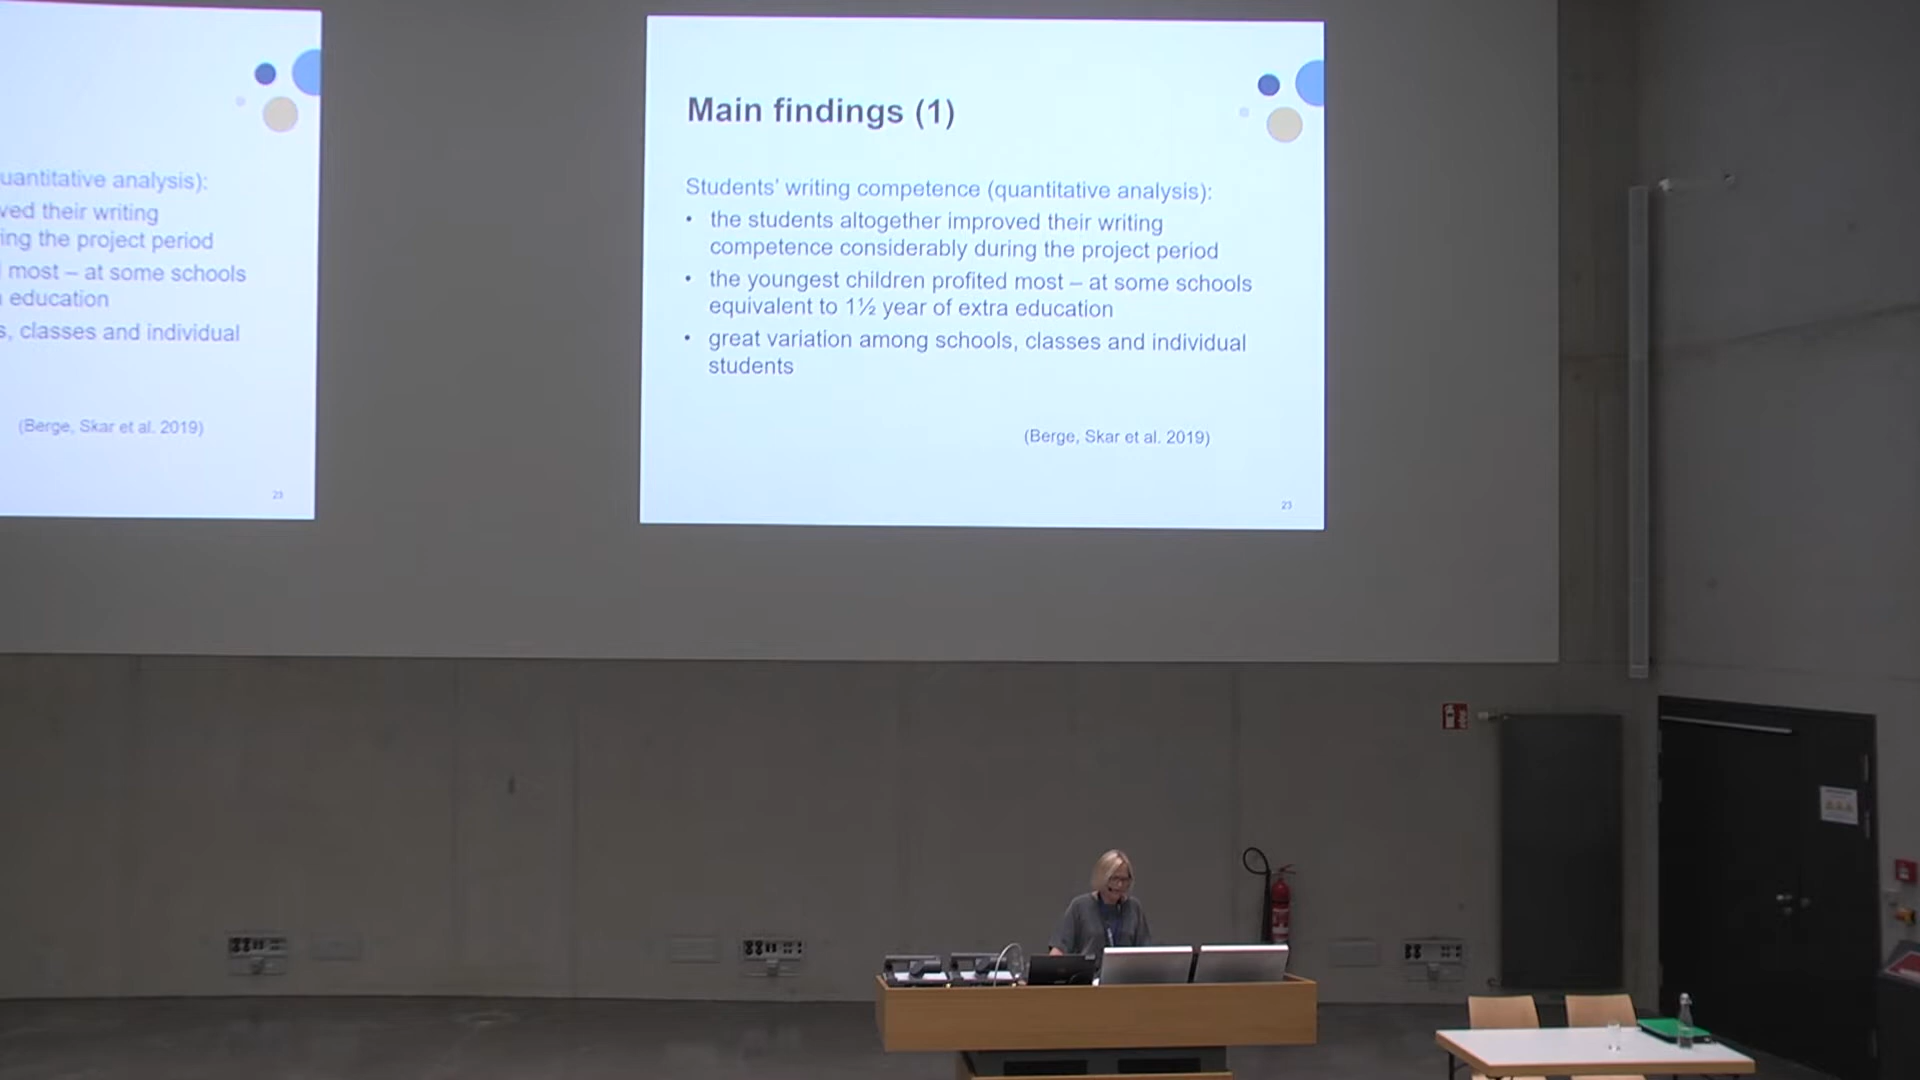 uantitative analysis):
ved their writing
ing the project period
most – at some schools
education
s, classes and individual
(Berge, Skar et al. 2019)
23
Main findings (1)
Students' writing competence (quantitative analysis):
• the students altogether improved their writing
competence considerably during the project period
• the youngest children profited most – at some schools
equivalent to 1½ year of extra education
• great variation among schools, classes and individual
students
(Berge, Skar et al. 2019)
23